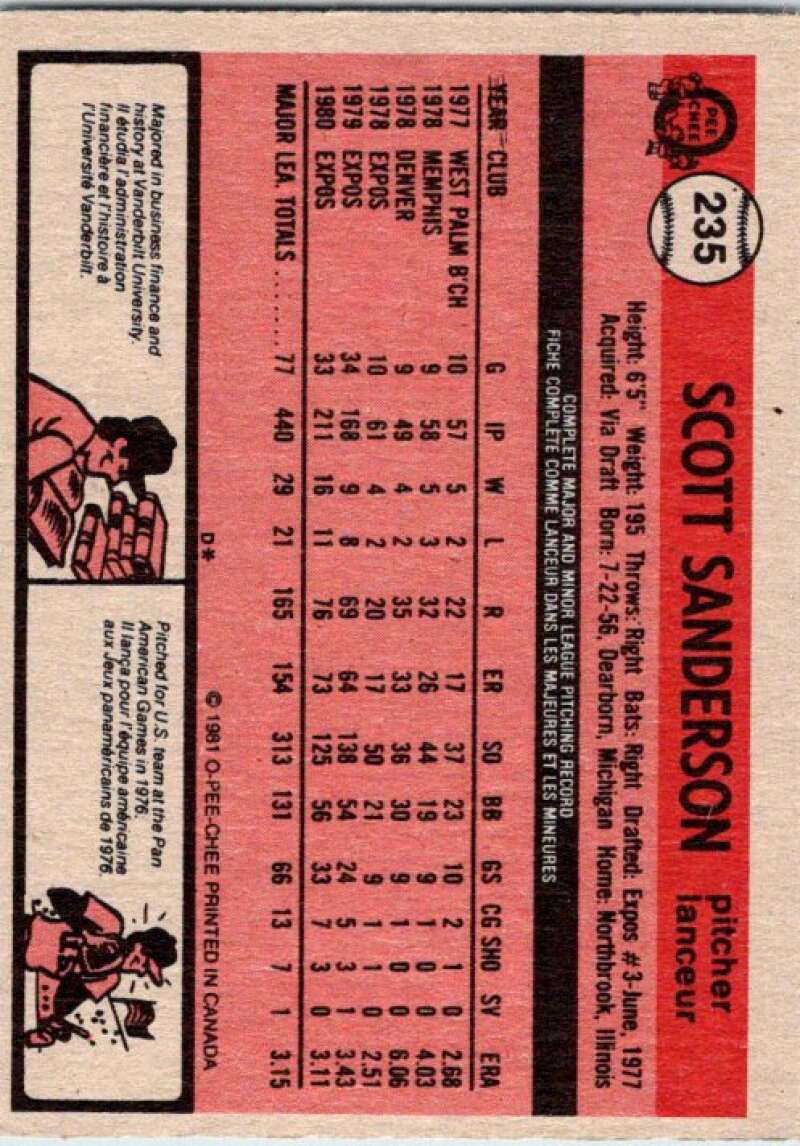 O
PEE
CHEE
235
SCOTT SANDERSON pitcher
lanceur
Height: 6'5" Weight: 195 Throws: Right Bats: Right Drafted: Expos #3-June, 1977
Acquired: Via Draft Born: 7-22-56, Dearborn, Michigan Home: Northbrook, Illinois
COMPLETE MAJOR AND MINOR LEAGUE PITCHING RECORD
FICHE COMPLÈTE COMME LANCEUR DANS LES MAJEURES ET LES MINEURES
YEAR CLUB G IP W L R ER SO BB GS CG SHO SV ERA
1977 WEST PALM B'CH 10 57 5 2 22 17 37 23 10 2 1 0 2.68
1978 MEMPHIS 9 58 5 3 32 26 44 19 9 1 0 0 4.03
1978 DENVER 9 49 4 2 35 33 36 30 9 1 0 0 6.06
1978 EXPOS 10 61 4 2 20 17 50 21 9 1 1 0 2.51
1979 EXPOS 34 168 9 8 69 64 138 54 24 5 3 1 3.43
1980 EXPOS 33 211 16 11 76 73 125 56 33 7 3 0 3.11
MAJOR LEA. TOTALS ....... 77 440 29 21 165 154 313 131 66 13 7 1 3.15
D* © 1981 O-PEE-CHEE PRINTED IN CANADA
Majored in business finance and
history at Vanderbilt University.
Il étudia l'administration
financière et l'histoire à
l'Université Vanderbilt.
Pitched for U.S. team at the Pan
American Games in 1976.
Il lança pour l'équipe américaine
aux Jeux panaméricains de 1976.
U.S.